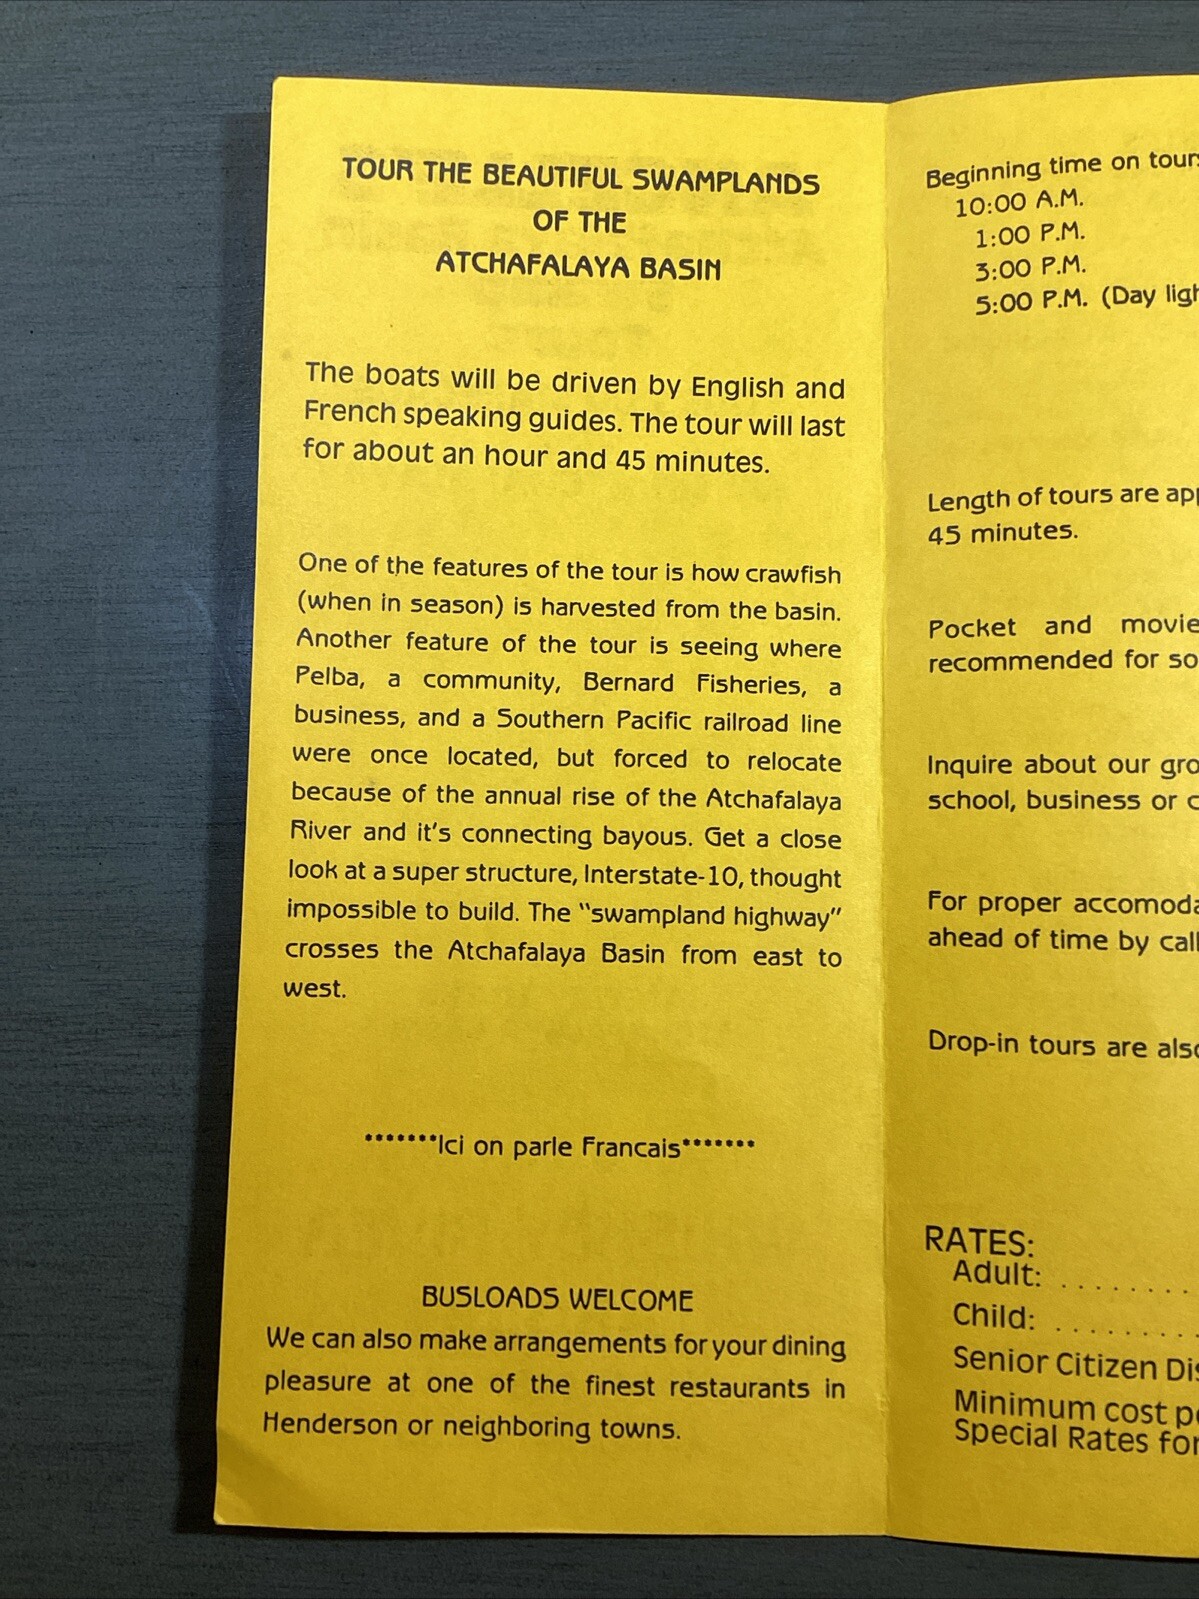 TOUR THE BEAUTIFUL SWAMPLANDS
OF THE
ATCHAFALAYA BASIN
The boats will be driven by English and
French speaking guides. The tour will last
for about an hour and 45 minutes.
One of the features of the tour is how crawfish
(when in season) is harvested from the basin.
Another feature of the tour is seeing where
Pelba, a community, Bernard Fisheries, a
business, and a Southern Pacific railroad line
were once located, but forced to relocate
because of the annual rise of the Atchafalaya
River and it's connecting bayous. Get a close
look at a super structure, Interstate-10, thought
impossible to build. The "swampland highway"
crosses the Atchafalaya Basin from east to
west.
*******Ici on parle Francais*******
BUSLOADS WELCOME
We can also make arrangements for your dining
pleasure at one of the finest restaurants in
Henderson or neighboring towns.
Beginning time on tour
10:00 A.M.
1:00 P.M.
3:00 P.M.
5:00 P.M. (Day
Length of tours are
45 minutes.
Pocket and movie
recommended for
Inquire about our
school, business or
For proper
ahead of time by
Drop-in tours are
RATES:
Adult: . . . . . . . .
Child: . . . . . . . . .
Senior Citizen
Minimum cost
Special Rates for